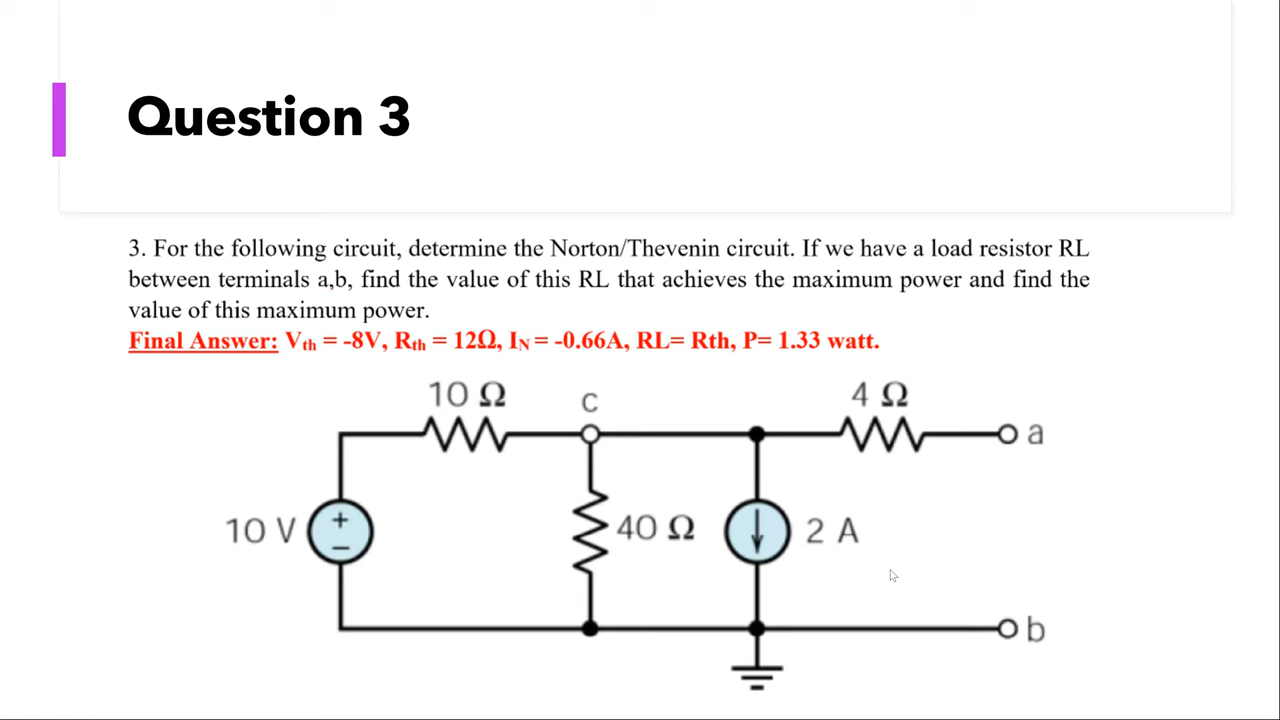 Question 3
3. For the following circuit, determine the Norton/Thevenin circuit. If we have a load resistor RL
between terminals a,b, find the value of this RL that achieves the maximum power and find the
value of this maximum power.
Final Answer: Vth = -8V, Rth = 12Ω, IN = -0.66A, RL= Rth, P= 1.33 watt.
10 Ω
c
4 Ω
a
10 V
+
−
40 Ω
2 A
b